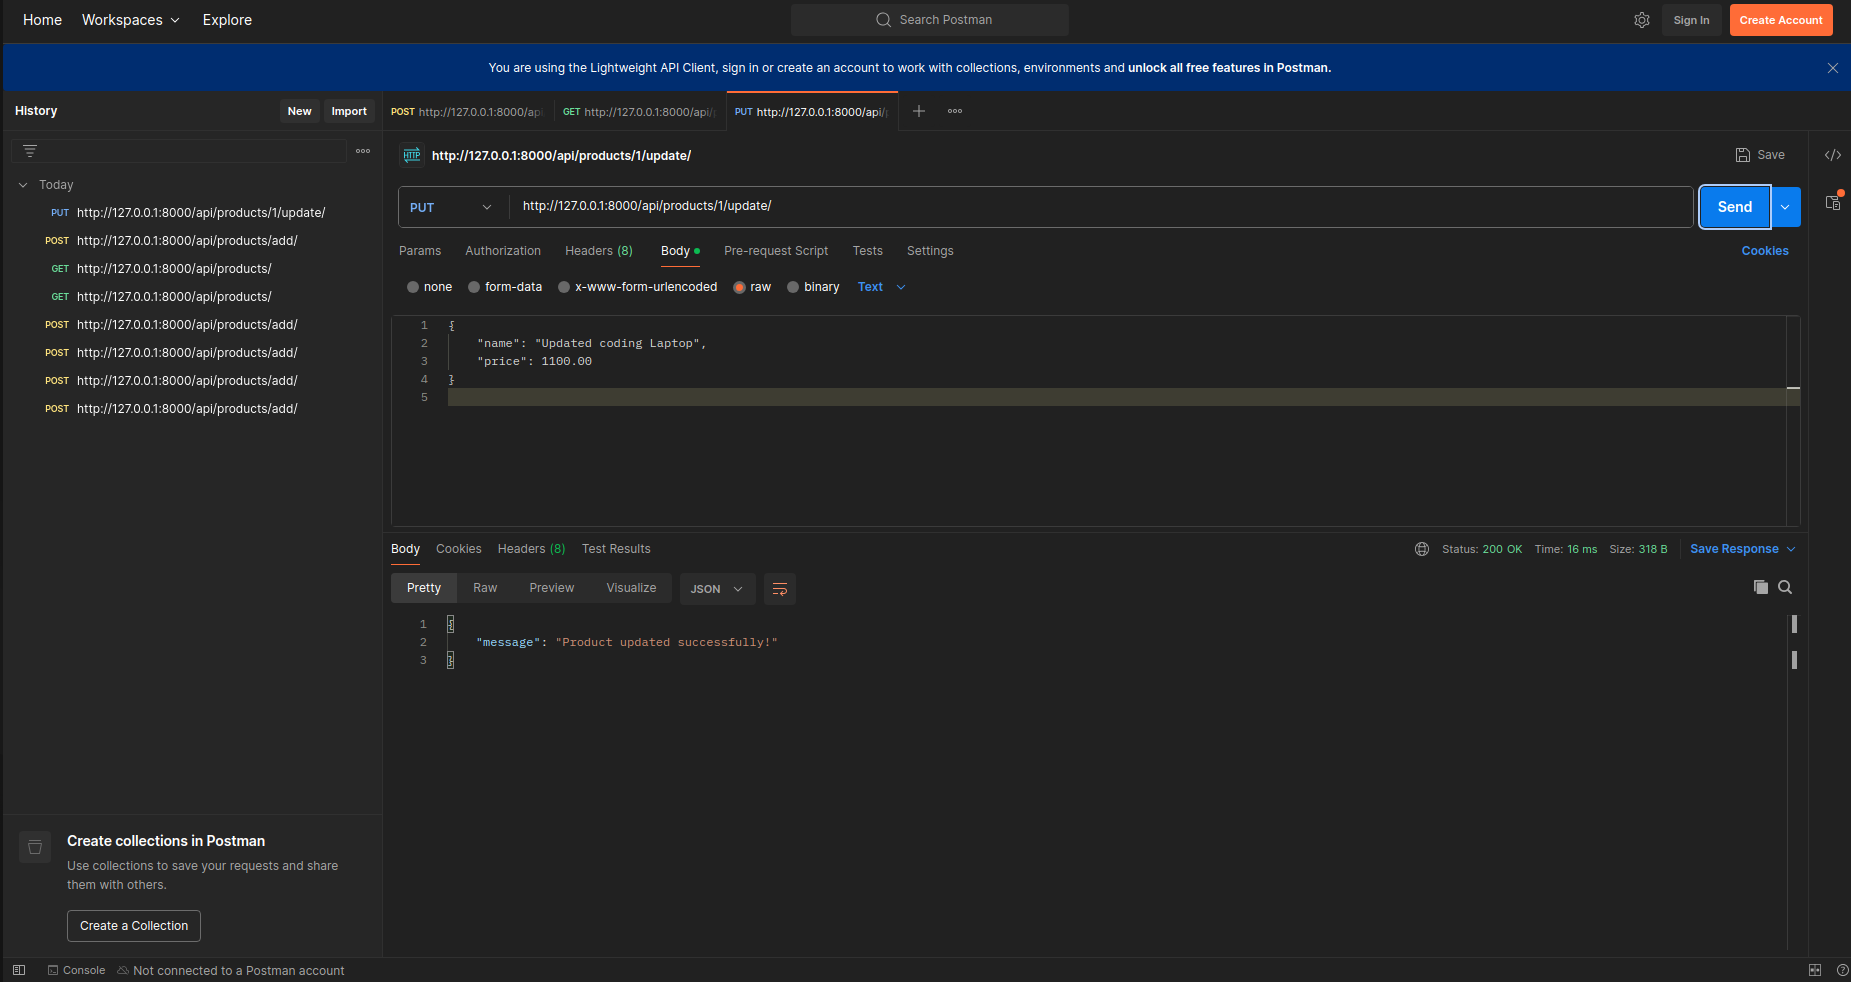 Home Workspaces Explore Search Postman Sign In Create Account
You are using the Lightweight API Client, sign in or create an account to work with collections, environments and unlock all free features in Postman.
History New Import
POST http://127.0.0.1:8000/api GET http://127.0.0.1:8000/api/ PUT http://127.0.0.1:8000/api/
Today
PUT http://127.0.0.1:8000/api/products/1/update/
POST http://127.0.0.1:8000/api/products/add/
GET http://127.0.0.1:8000/api/products/
GET http://127.0.0.1:8000/api/products/
POST http://127.0.0.1:8000/api/products/add/
POST http://127.0.0.1:8000/api/products/add/
POST http://127.0.0.1:8000/api/products/add/
POST http://127.0.0.1:8000/api/products/add/
HTTP http://127.0.0.1:8000/api/products/1/update/ Save
PUT http://127.0.0.1:8000/api/products/1/update/ Send
Params Authorization Headers (8) Body Pre-request Script Tests Settings Cookies
none form-data x-www-form-urlencoded raw binary Text
1 {
2 "name": "Updated coding Laptop",
3 "price": 1100.00
4 }
5
Body Cookies Headers (8) Test Results Status: 200 OK Time: 16 ms Size: 318 B Save Response
Pretty Raw Preview Visualize JSON
1 {
2 "message": "Product updated successfully!"
3 }
Create collections in Postman
Use collections to save your requests and share
them with others.
Create a Collection
Console Not connected to a Postman account